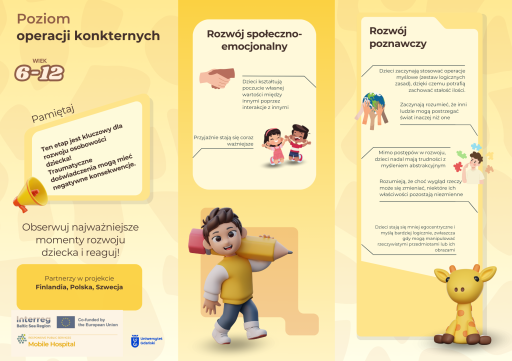 Poziom
operacji konkternych
WIEK
6-12
Pamiętaj
Ten etap jest kluczowy dla
rozwoju osobowości
dziecka!
Traumatyczne
doświadczenia mogą mieć
negatywne konsekwencje.
Obserwuj najważniejsze
momenty rozwoju
dziecka i reaguj!
Partnerzy w projekcie
Finlandia, Polska, Szwecja
Interreg
Baltic Sea Region
Co-funded by
the European Union
Mobile Hospital
Uniwersytet
Gdański
Rozwój społeczno-
emocjonalny
Dzieci kształtują
poczucie własnej
wartości między
innymi poprzez
interakcje z innymi
Przyjaźnie stają się coraz
ważniejsze
Rozwój
poznawczy
Dzieci zaczynają stosować operacje
myślowe (zestaw logicznych
zasad), dzięki czemu potrafią
zachować stałość ilości.
Zaczynają rozumieć, że inni
ludzie mogą postrzegać
świat inaczej niż one
Mimo postępów w rozwoju,
dzieci nadal mają trudności z
myśleniem abstrakcyjnym
Rozumieją, że choć wygląd rzeczy
może się zmieniać, niektóre ich
właściwości pozostają niezmienne
Dzieci stają się mniej egocentryczne i
myślą bardziej logicznie, zwłaszcza
gdy mogą manipulować
rzeczywistymi przedmiotami lub ich
obrazami